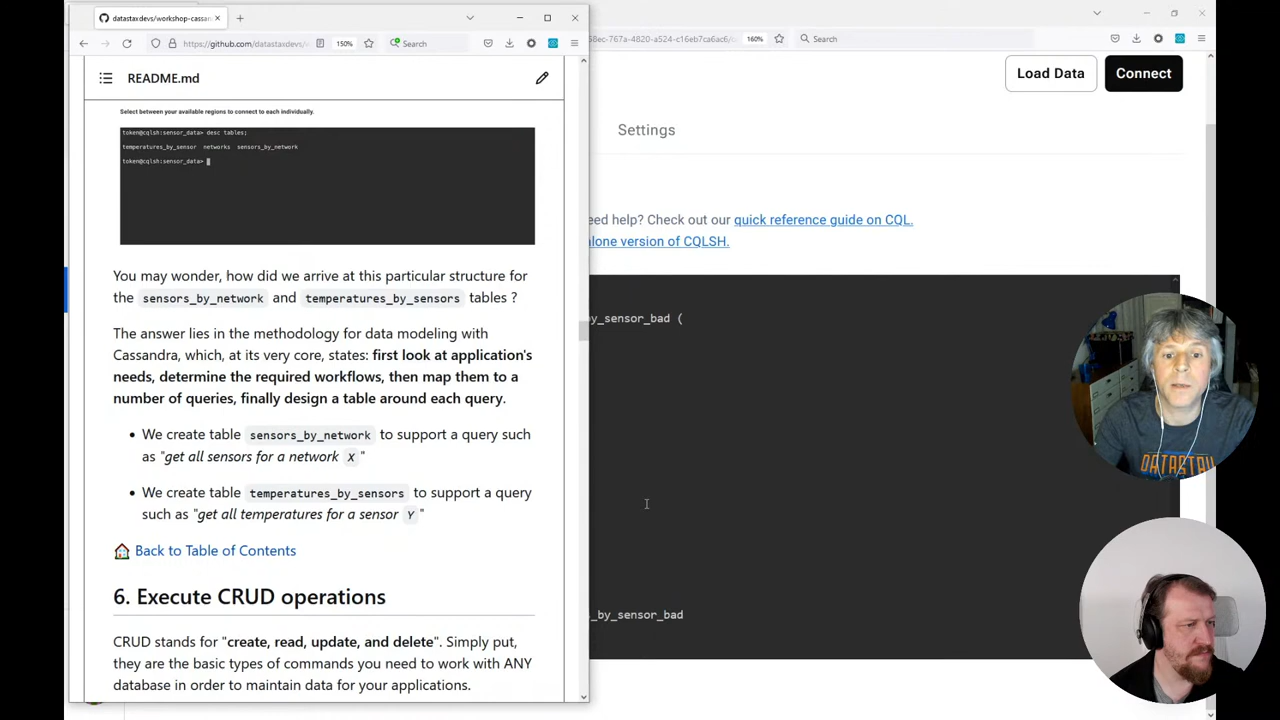 datastaxdevs/workshop-cassan
https://github.com/datastaxdevs/w
150%
Search
58ec-767a-4820-a524-c16eb7ca6ac6/
160%
Search
README.md
Load Data
Connect
Settings
Select between your available regions to connect to each individually.
token@cqlsh:sensor_data> desc tables;
temperatures_by_sensor networks sensors_by_network
token@cqlsh:sensor_data>
eed help? Check out our quick reference guide on CQL.
alone version of CQLSH.
You may wonder, how did we arrive at this particular structure for
the sensors_by_network and temperatures_by_sensors tables ?
by_sensor_bad (
The answer lies in the methodology for data modeling with
Cassandra, which, at its very core, states: first look at application's
needs, determine the required workflows, then map them to a
number of queries, finally design a table around each query.
We create table sensors_by_network to support a query such
as "get all sensors for a network X"
We create table temperatures_by_sensors to support a query
such as "get all temperatures for a sensor Y"
Back to Table of Contents
6. Execute CRUD operations
_by_sensor_bad
CRUD stands for "create, read, update, and delete". Simply put,
they are the basic types of commands you need to work with ANY
database in order to maintain data for your applications.
DATASTA